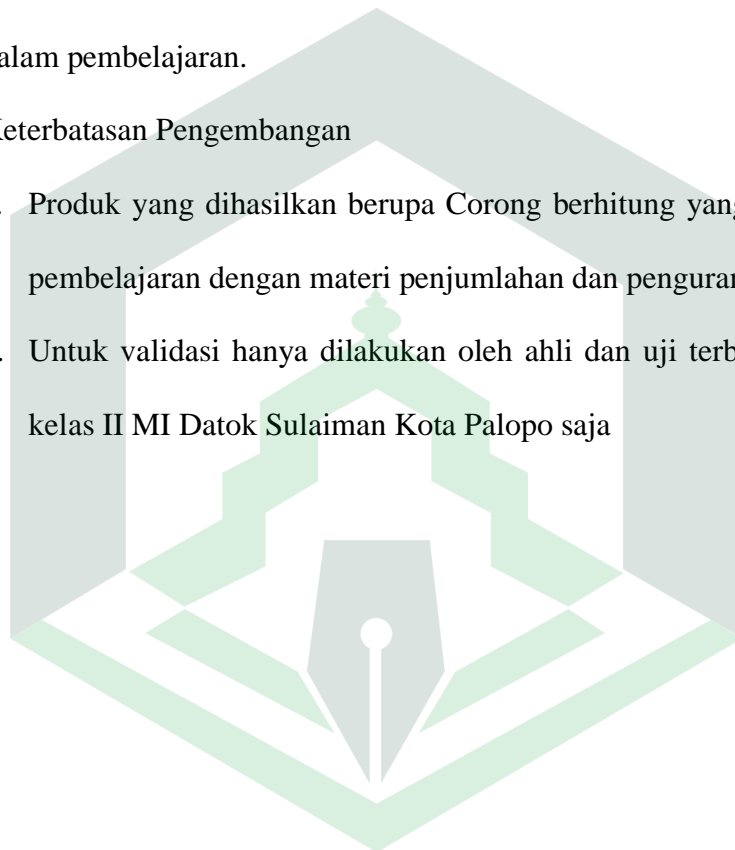 alam pembelajaran.
Keterbatasan Pengembangan
. Produk yang dihasilkan berupa Corong berhitung yang
pembelajaran dengan materi penjumlahan dan penguran
. Untuk validasi hanya dilakukan oleh ahli dan uji terb
kelas II MI Datok Sulaiman Kota Palopo saja